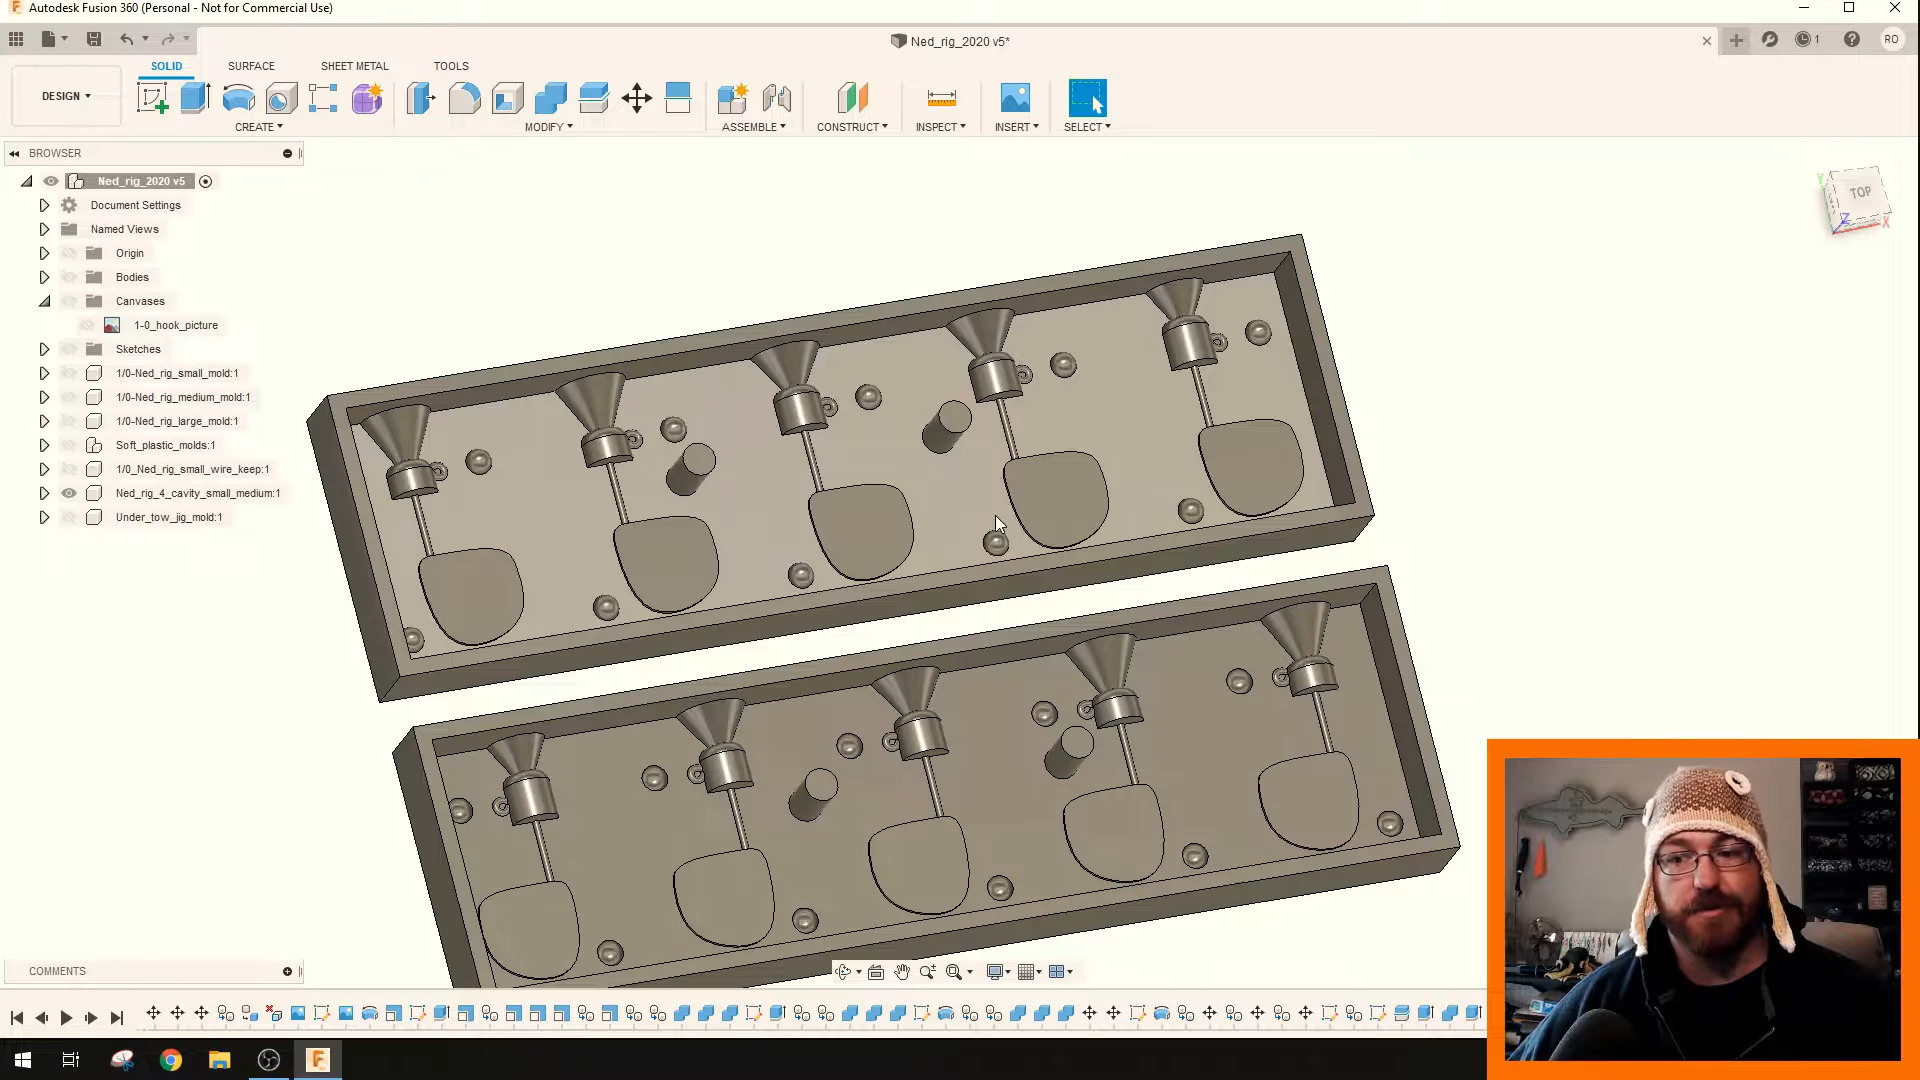 Autodesk Fusion 360 (Personal - Not for Commercial Use)
Ned_rig_2020 v5*
1
RO
DESIGN
SOLID
SURFACE
SHEET METAL
TOOLS
CREATE
MODIFY
ASSEMBLE
CONSTRUCT
INSPECT
INSERT
SELECT
BROWSER
Ned_rig_2020 v5
Document Settings
Named Views
Origin
Bodies
Canvases
1-0_hook_picture
Sketches
1/0-Ned_rig_small_mold:1
1/0-Ned_rig_medium_mold:1
1/0-Ned_rig_large_mold:1
Soft_plastic_molds:1
1/0_Ned_rig_small_wire_keep:1
Ned_rig_4_cavity_small_medium:1
Under_tow_jig_mold:1
TOP
Y
Z
X
COMMENTS